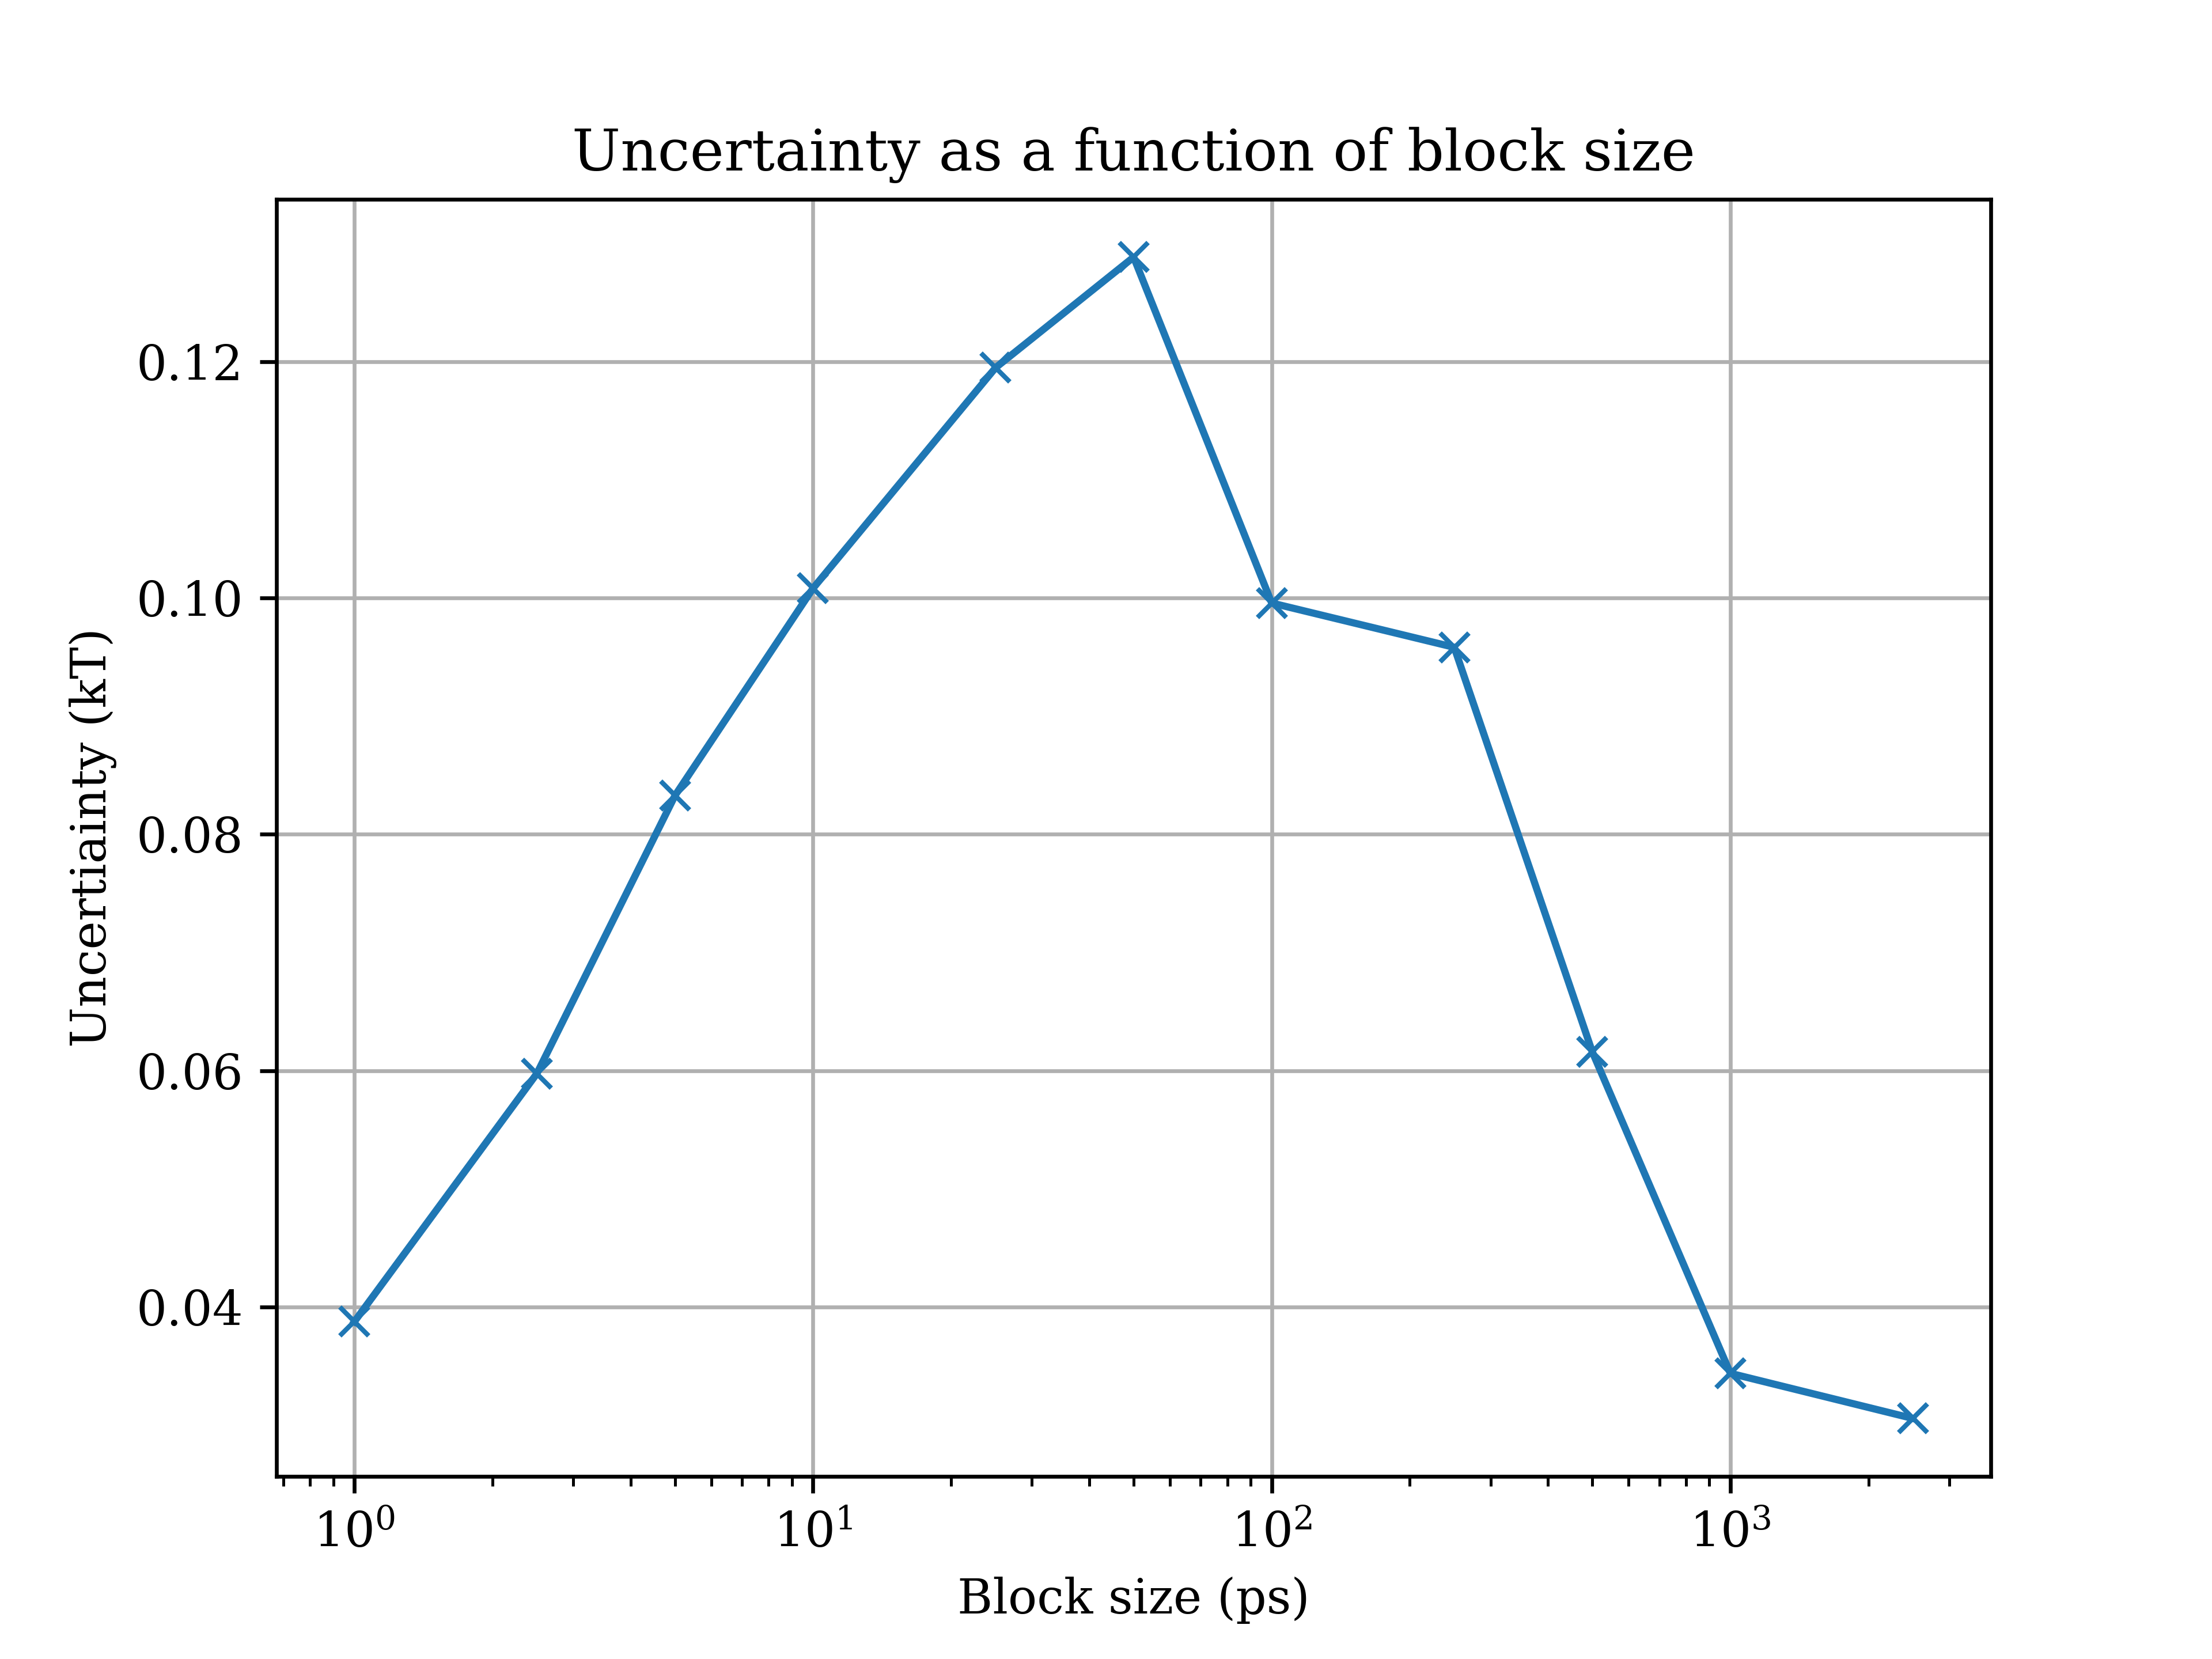 Uncertainty as a function of block size
0.12
0.10
0.08
0.06
0.04
Uncertiainty (kT)
10⁰ 10¹ 10² 10³
Block size (ps)